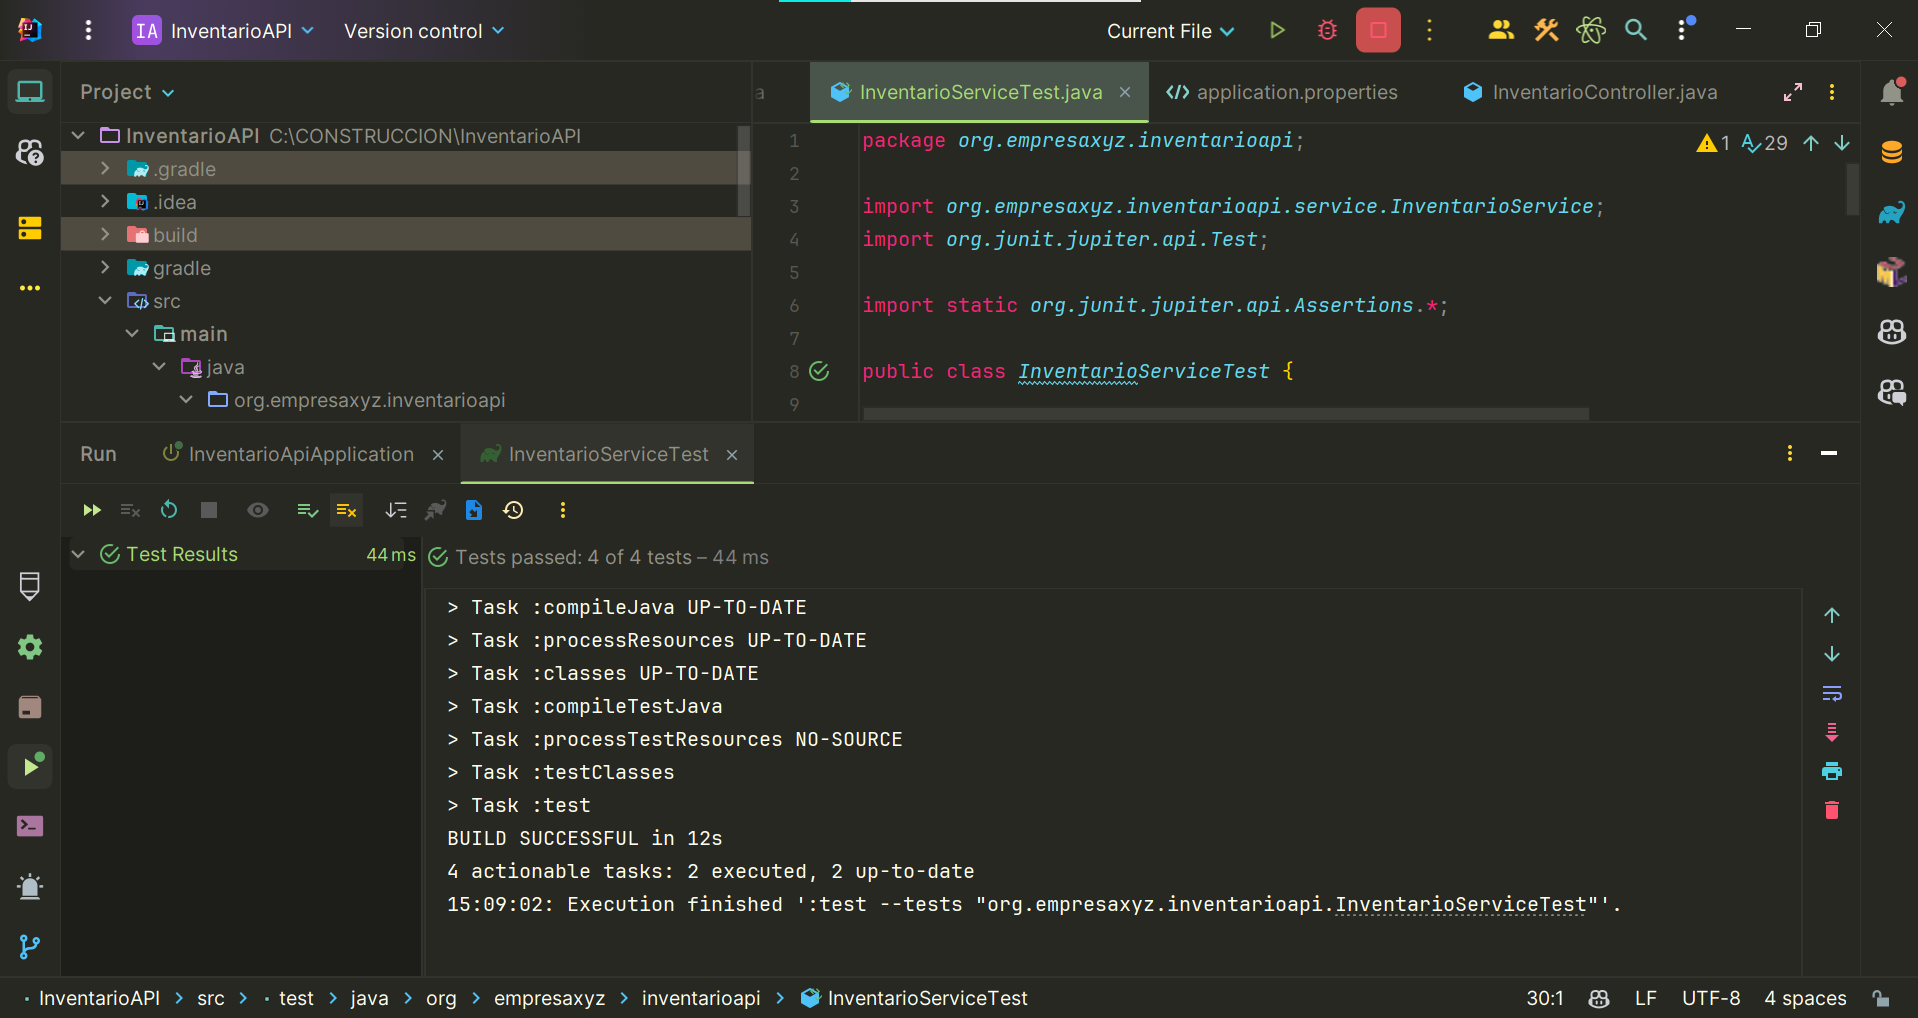 IA InventarioAPI Version control Current File
Project
a InventarioServiceTest.java application.properties InventarioController.java
InventarioAPI C:\CONSTRUCCION\InventarioAPI
.gradle
.idea
build
gradle
src
main
java
org.empresaxyz.inventarioapi
1 package org.empresaxyz.inventarioapi;
1 29
2
3 import org.empresaxyz.inventarioapi.service.InventarioService;
4 import org.junit.jupiter.api.Test;
5
6 import static org.junit.jupiter.api.Assertions.*;
7
8 public class InventarioServiceTest {
9
Run InventarioApiApplication InventarioServiceTest
Test Results 44 ms
Tests passed: 4 of 4 tests – 44 ms
> Task :compileJava UP-TO-DATE
> Task :processResources UP-TO-DATE
> Task :classes UP-TO-DATE
> Task :compileTestJava
> Task :processTestResources NO-SOURCE
> Task :testClasses
> Task :test
BUILD SUCCESSFUL in 12s
4 actionable tasks: 2 executed, 2 up-to-date
15:09:02: Execution finished ':test --tests "org.empresaxyz.inventarioapi.InventarioServiceTest"'.
InventarioAPI > src > test > java > org > empresaxyz > inventarioapi > InventarioServiceTest 30:1 LF UTF-8 4 spaces